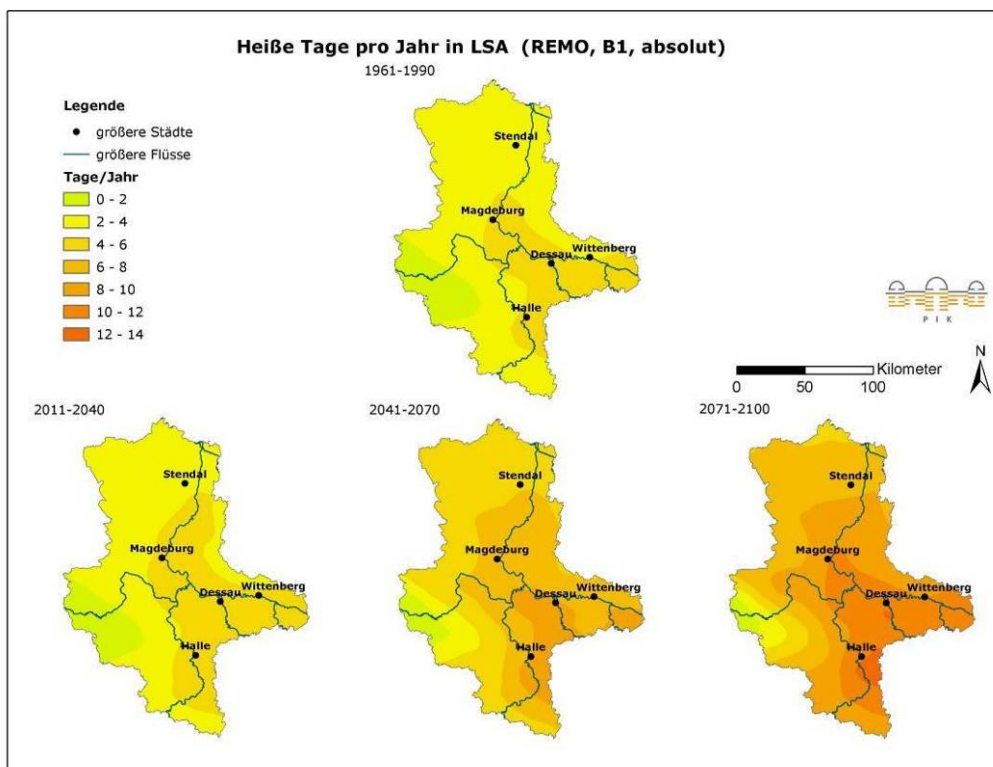 Heiße Tage pro Jahr in LSA (REMO, B1, absolut)
1961-1990
Legende
größere Städte
größere Flüsse
Tage/Jahr
0 - 2
2 - 4
4 - 6
6 - 8
8 - 10
10 - 12
12 - 14
Stendal
Magdeburg
Dessau
Wittenberg
Halle
P I K
Kilometer
0 50 100
N
2011-2040
Stendal
Magdeburg
Dessau
Wittenberg
Halle
2041-2070
Stendal
Magdeburg
Dessau
Wittenberg
Halle
2071-2100
Stendal
Magdeburg
Dessau
Wittenberg
Halle